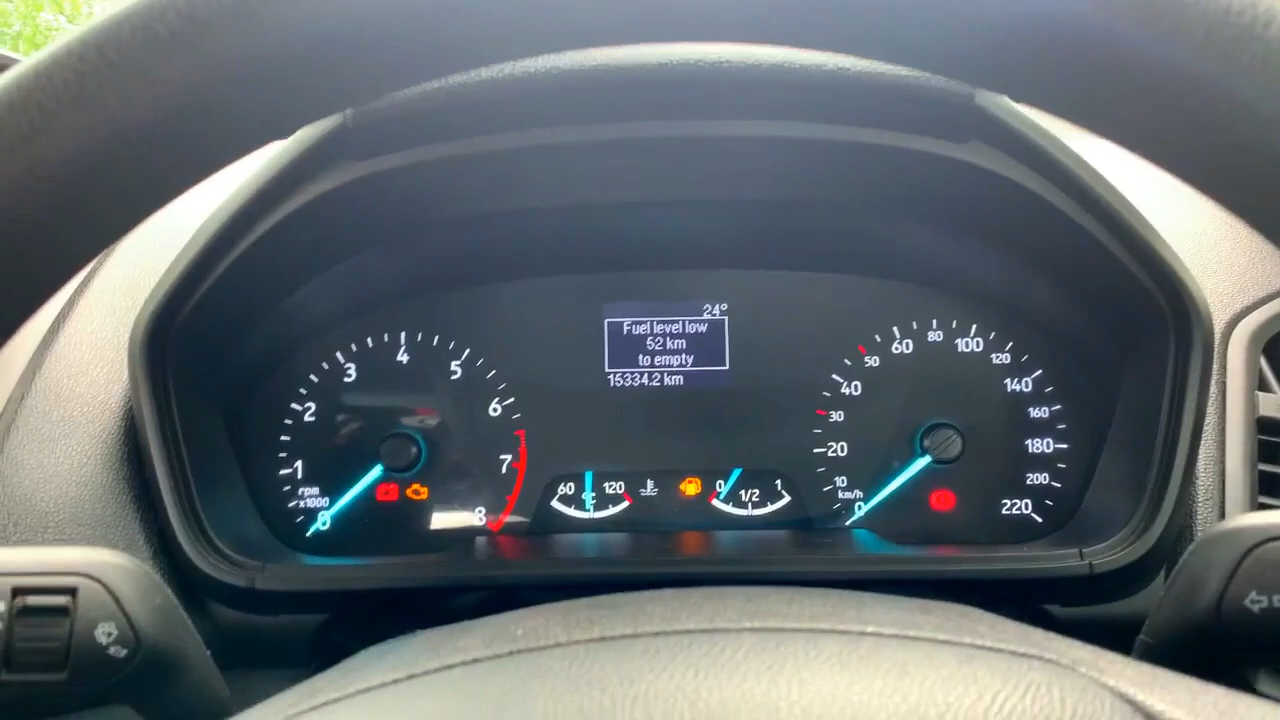 24°
Fuel level low
52 km
to empty
15334.2 km
0 1 2 3 4 5 6 7 8
rpm
x1000
60 °C 120
0 1/2 1
0 10 20 30 40 50 60 80 100 120 140 160 180 200 220
km/h